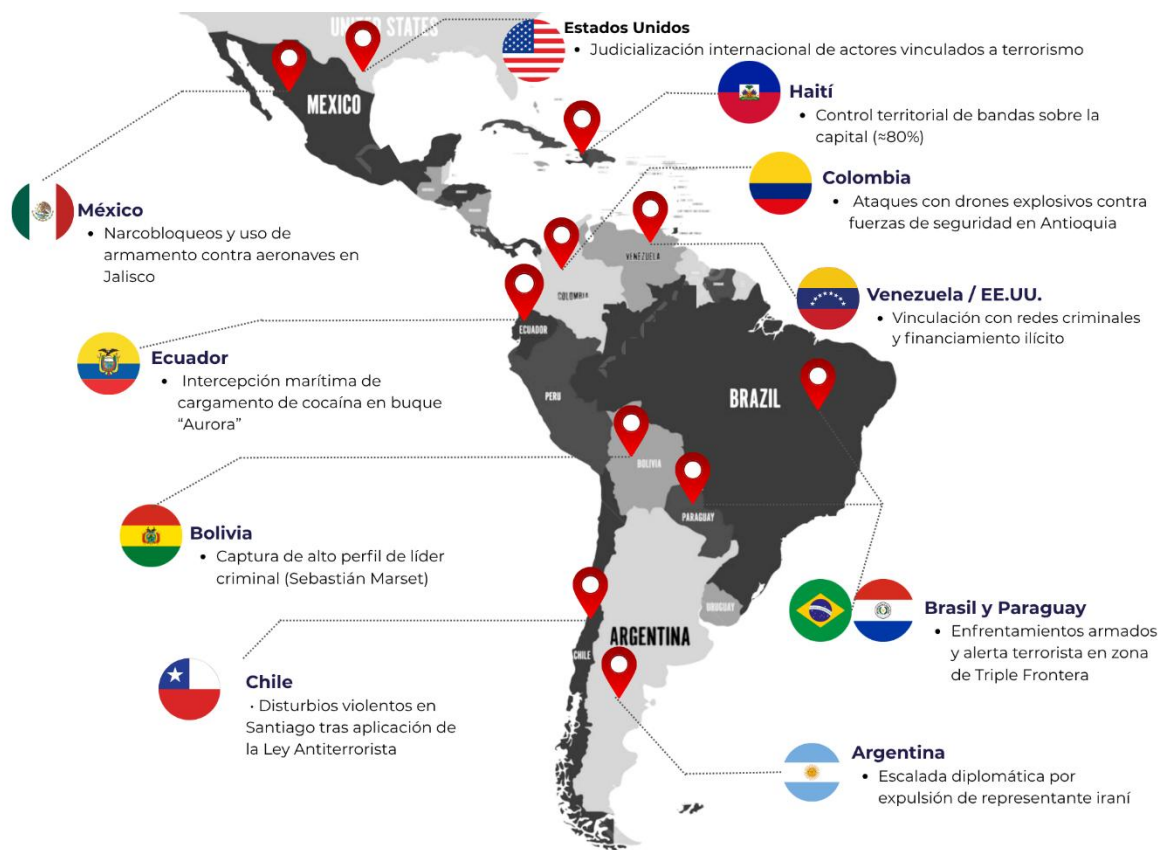 UNITED STATES
Estados Unidos
• Judicialización internacional de actores vinculados a terrorismo
MEXICO
Haití
• Control territorial de bandas sobre la
capital (≈80%)
Colombia
• Ataques con drones explosivos contra
fuerzas de seguridad en Antioquia
México
• Narcobloqueos y uso de
armamento contra aeronaves en
Jalisco
VENEZUELA
COLOMBIA
Venezuela / EE.UU.
• Vinculación con redes criminales
y financiamiento ilícito
ECUADOR
Ecuador
• Intercepción marítima de
cargamento de cocaína en buque
“Aurora”
PERU
BRAZIL
BOLIVIA
PARAGUAY
Bolivia
• Captura de alto perfil de líder
criminal (Sebastián Marset)
Brasil y Paraguay
• Enfrentamientos armados
y alerta terrorista en zona
de Triple Frontera
URUGUAY
ARGENTINA
CHILE
Chile
· Disturbios violentos en
Santiago tras aplicación de
la Ley Antiterrorista
Argentina
• Escalada diplomática por
expulsión de representante iraní